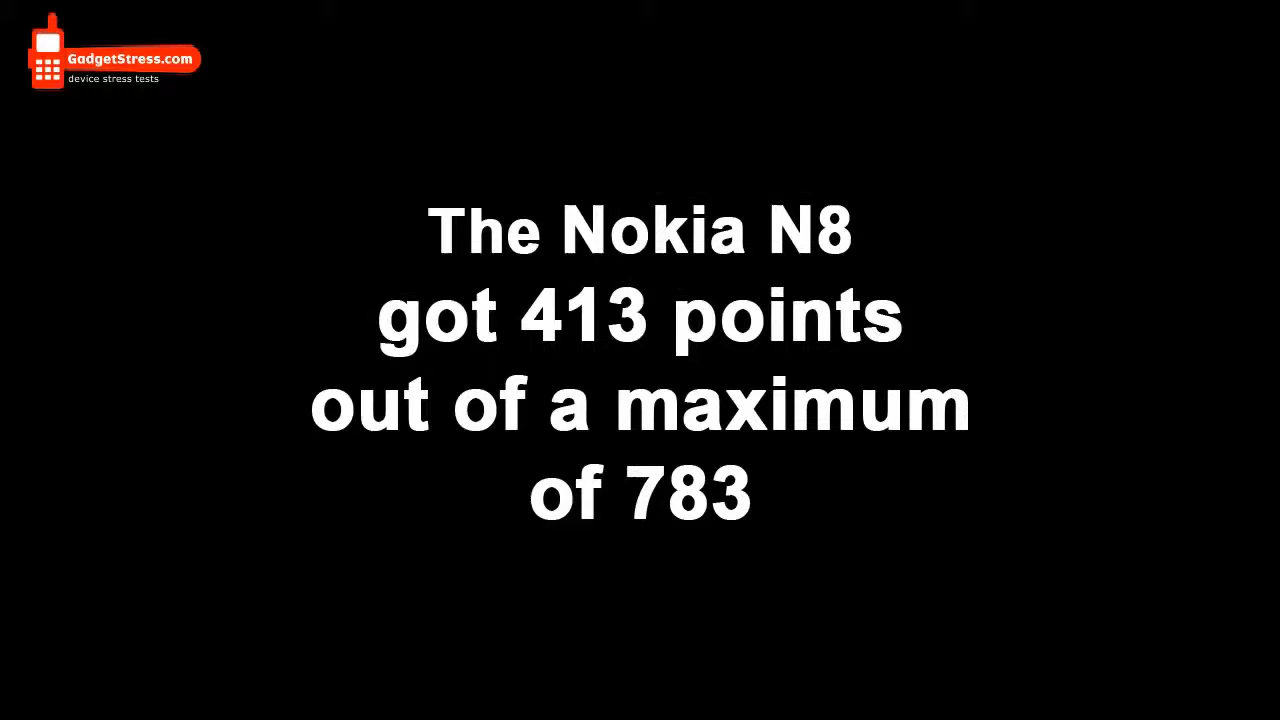 GadgetStress.com
device stress tests
The Nokia N8
got 413 points
out of a maximum
of 783